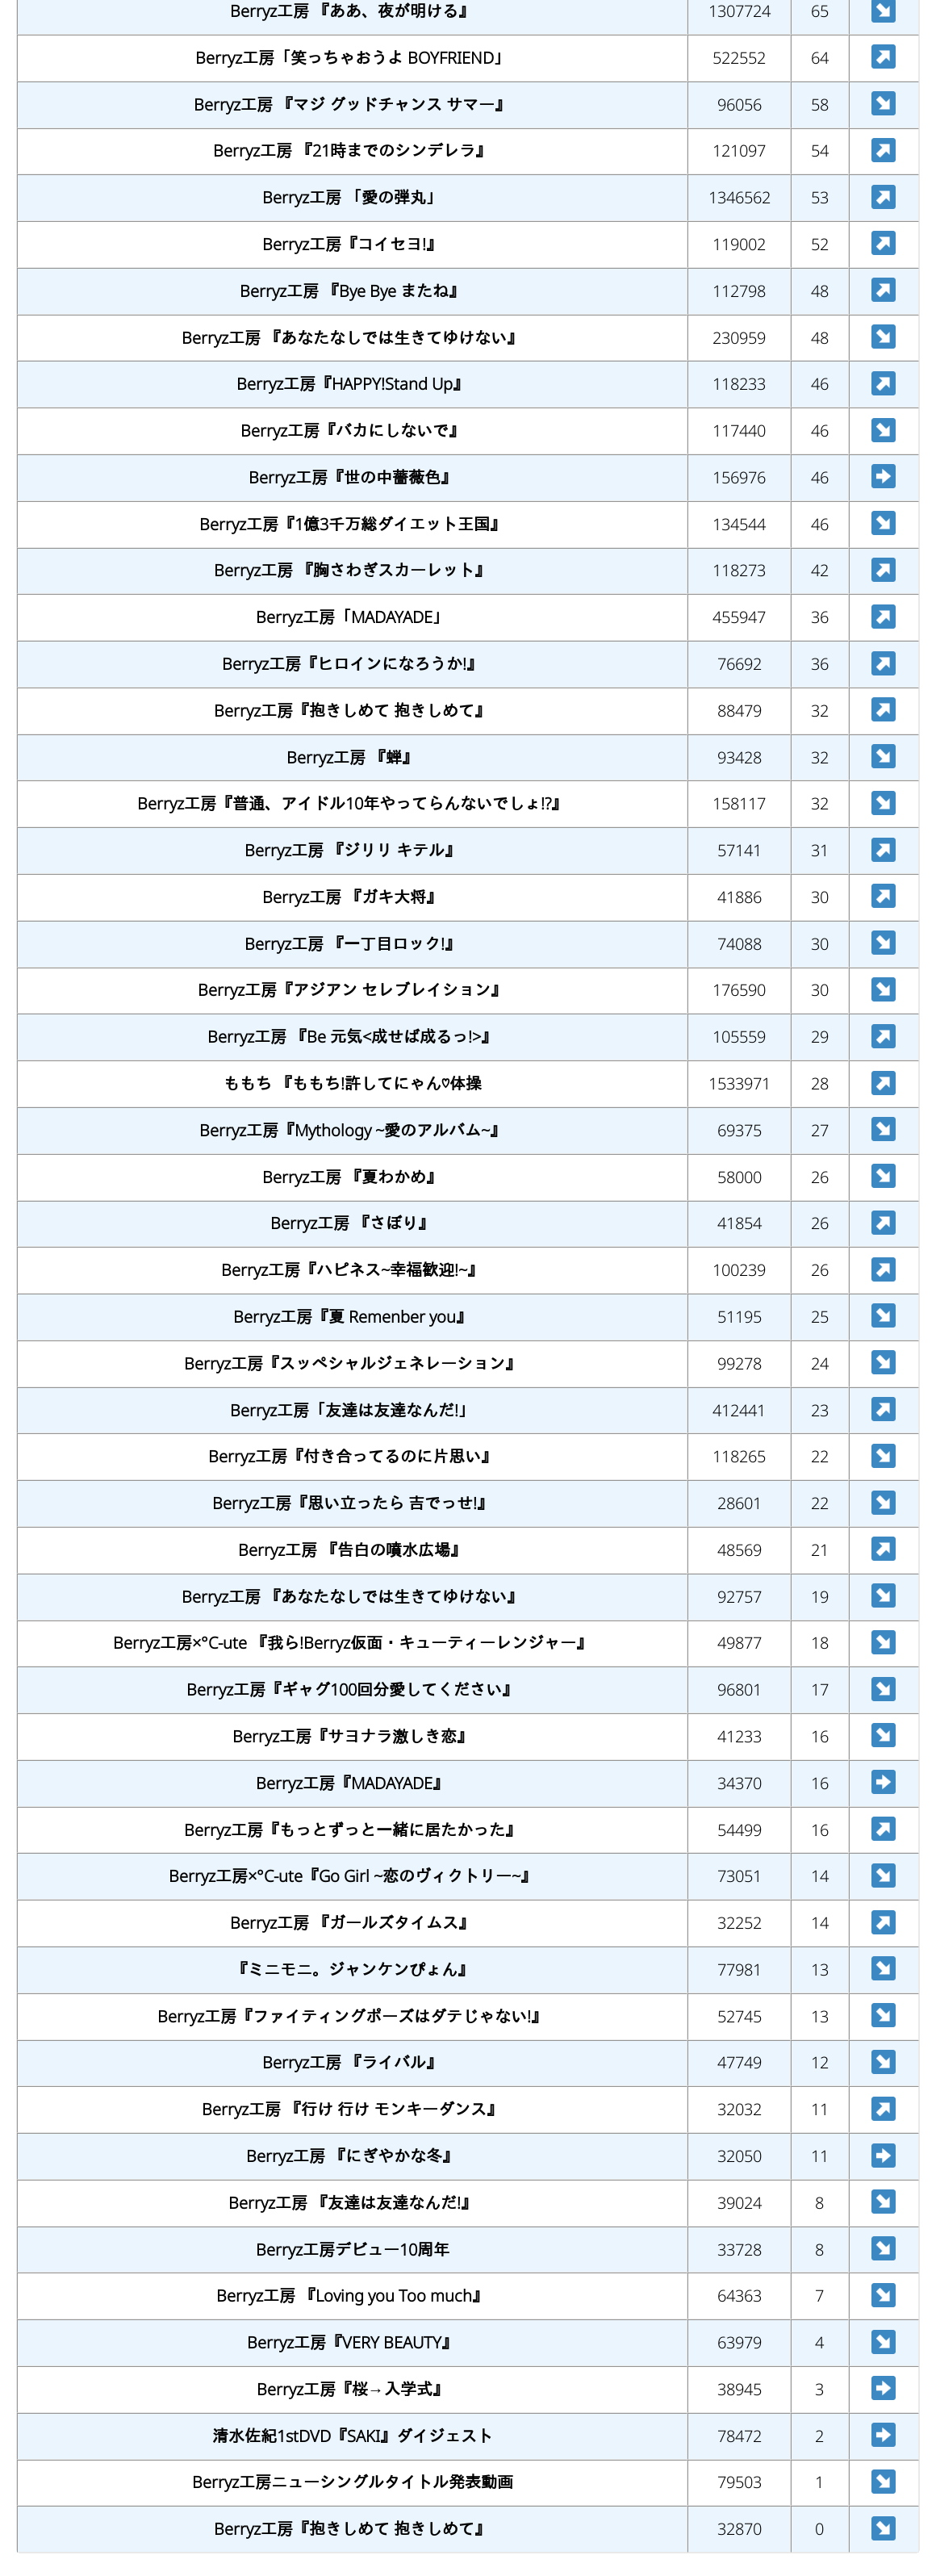 Berryz工房 『ああ、夜が明ける』 1307724 65
Berryz工房「笑っちゃおうよ BOYFRIEND」 522552 64
Berryz工房 『マジ グッドチャンス サマー』 96056 58
Berryz工房 『21時までのシンデレラ』 121097 54
Berryz工房 「愛の弾丸」 1346562 53
Berryz工房『コイセヨ!』 119002 52
Berryz工房 『Bye Bye またね』 112798 48
Berryz工房 『あなたなしでは生きてゆけない』 230959 48
Berryz工房『HAPPY!Stand Up』 118233 46
Berryz工房『バカにしないで』 117440 46
Berryz工房『世の中薔薇色』 156976 46
Berryz工房『1億3千万総ダイエット王国』 134544 46
Berryz工房 『胸さわぎスカーレット』 118273 42
Berryz工房「MADAYADE」 455947 36
Berryz工房『ヒロインになろうか!』 76692 36
Berryz工房『抱きしめて 抱きしめて』 88479 32
Berryz工房 『蝉』 93428 32
Berryz工房『普通、アイドル10年やってらんないでしょ!?』 158117 32
Berryz工房 『ジリリ キテル』 57141 31
Berryz工房 『ガキ大将』 41886 30
Berryz工房 『一丁目ロック!』 74088 30
Berryz工房『アジアン セレブレイション』 176590 30
Berryz工房 『Be 元気<成せば成るっ!>』 105559 29
ももち 『ももち!許してにゃん♡体操 1533971 28
Berryz工房『Mythology ~愛のアルバム~』 69375 27
Berryz工房 『夏わかめ』 58000 26
Berryz工房 『さぼり』 41854 26
Berryz工房『ハピネス~幸福歓迎!~』 100239 26
Berryz工房『夏 Remenber you』 51195 25
Berryz工房『スッペシャルジェネレーション』 99278 24
Berryz工房「友達は友達なんだ!」 412441 23
Berryz工房『付き合ってるのに片思い』 118265 22
Berryz工房『思い立ったら 吉でっせ!』 28601 22
Berryz工房 『告白の噴水広場』 48569 21
Berryz工房 『あなたなしでは生きてゆけない』 92757 19
Berryz工房×°C-ute 『我ら!Berryz仮面・キューティーレンジャー』 49877 18
Berryz工房『ギャグ100回分愛してください』 96801 17
Berryz工房『サヨナラ激しき恋』 41233 16
Berryz工房『MADAYADE』 34370 16
Berryz工房『もっとずっと一緒に居たかった』 54499 16
Berryz工房×°C-ute『Go Girl ~恋のヴィクトリー~』 73051 14
Berryz工房 『ガールズタイムス』 32252 14
『ミニモニ。ジャンケンぴょん』 77981 13
Berryz工房『ファイティングポーズはダテじゃない!』 52745 13
Berryz工房 『ライバル』 47749 12
Berryz工房 『行け 行け モンキーダンス』 32032 11
Berryz工房 『にぎやかな冬』 32050 11
Berryz工房 『友達は友達なんだ!』 39024 8
Berryz工房デビュー10周年 33728 8
Berryz工房 『Loving you Too much』 64363 7
Berryz工房『VERY BEAUTY』 63979 4
Berryz工房『桜→入学式』 38945 3
清水佐紀1stDVD『SAKI』ダイジェスト 78472 2
Berryz工房ニューシングルタイトル発表動画 79503 1
Berryz工房『抱きしめて 抱きしめて』 32870 0